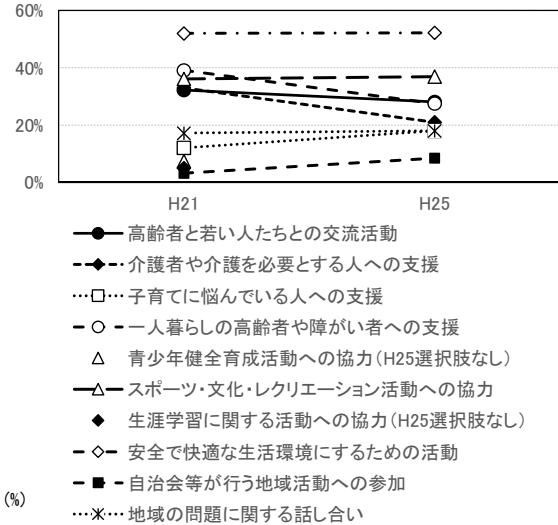 60%
40%
20%
0%
H21 H25
高齢者と若い人たちとの交流活動
介護者や介護を必要とする人への支援
子育てに悩んでいる人への支援
一人暮らしの高齢者や障がい者への支援
青少年健全育成活動への協力(H25選択肢なし)
スポーツ・文化・レクリエーション活動への協力
生涯学習に関する活動への協力(H25選択肢なし)
安全で快適な生活環境にするための活動
自治会等が行う地域活動への参加
(%)
地域の問題に関する話し合い